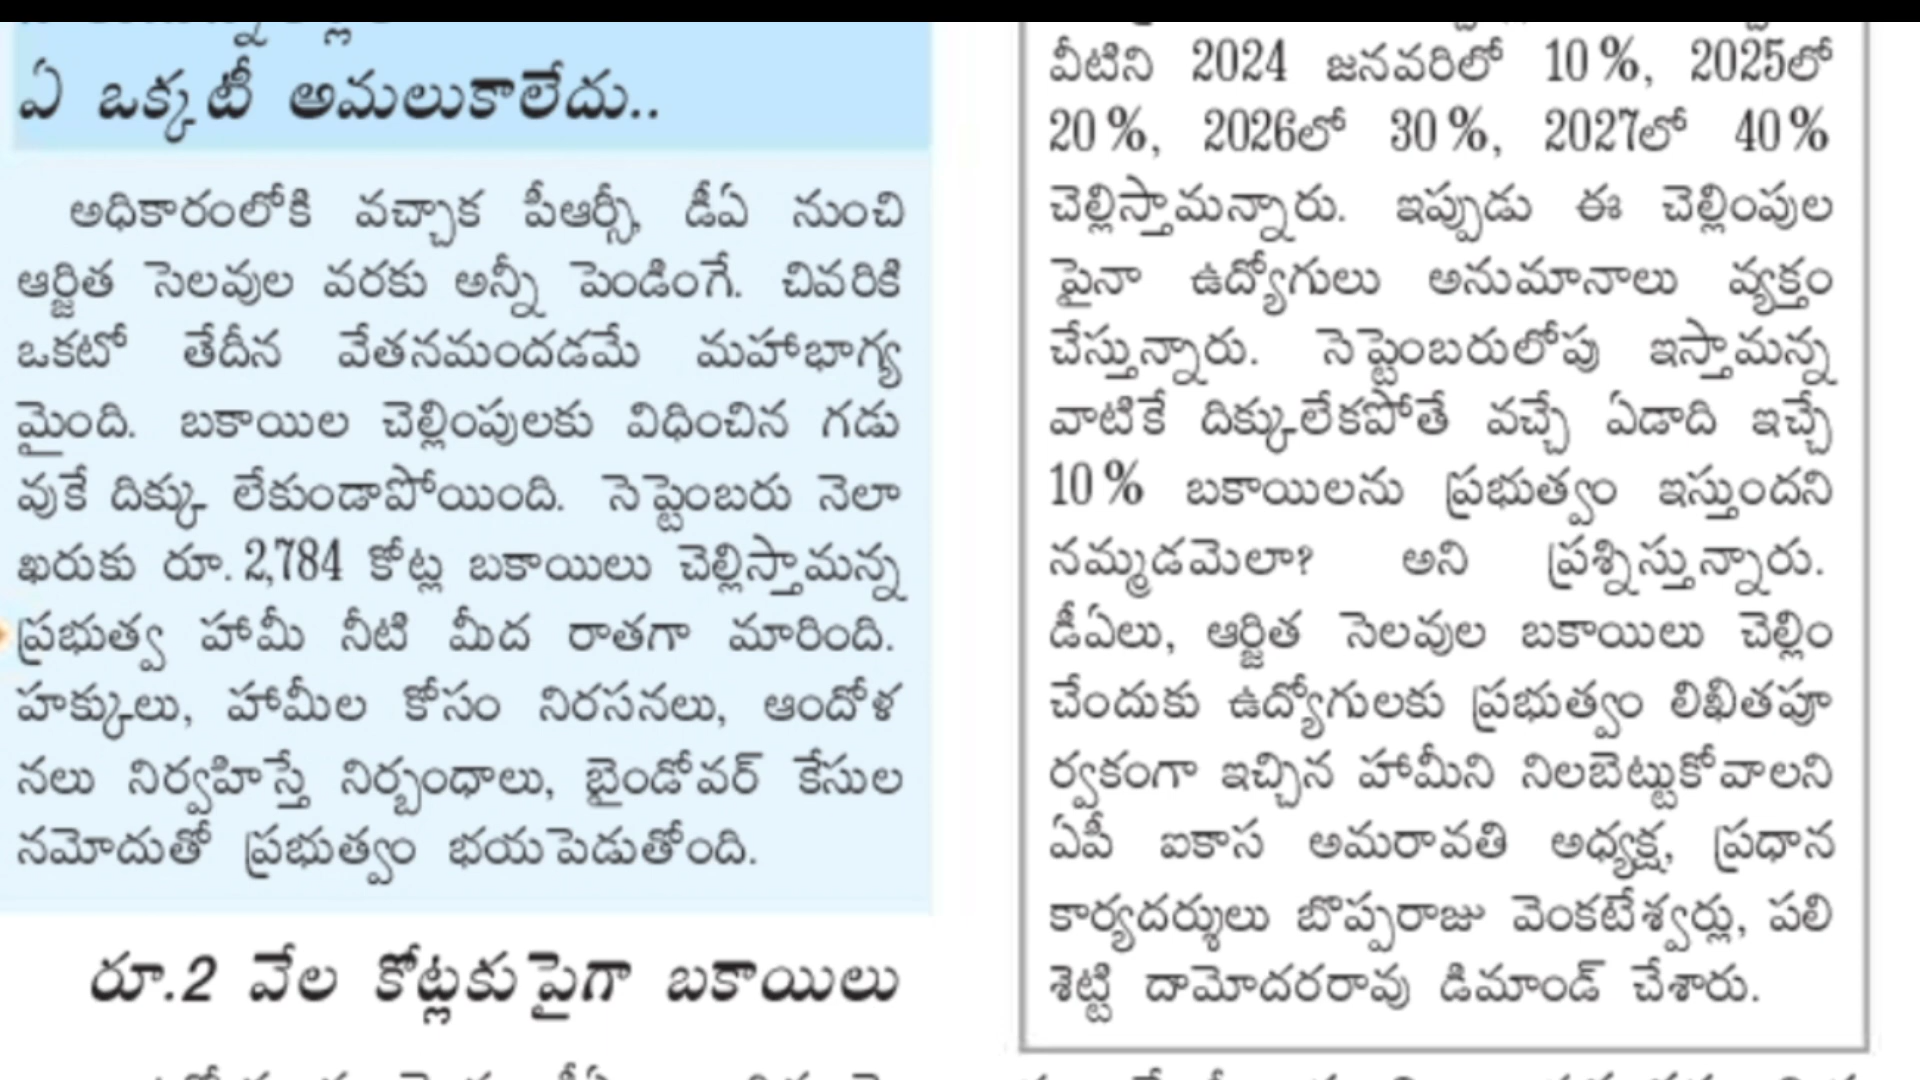 ఏ ఒక్కటీ అమలుకాలేదు..
అధికారంలోకి వచ్చాక పీఆర్సీ, డీఏ నుంచి
ఆర్జిత సెలవుల వరకు అన్నీ పెండింగే. చివరికి
ఒకటో తేదీన వేతనమందడమే మహాభాగ్య
మైంది. బకాయిల చెల్లింపులకు విధించిన గడు
వుకే దిక్కు లేకుండాపోయింది. సెప్టెంబరు నెలా
ఖరుకు రూ.2,784 కోట్ల బకాయిలు చెల్లిస్తామన్న
ప్రభుత్వ హామీ నీటి మీద రాతగా మారింది.
హక్కులు, హామీల కోసం నిరసనలు, ఆందోళ
నలు నిర్వహిస్తే నిర్బంధాలు, బైండోవర్ కేసుల
నమోదుతో ప్రభుత్వం భయపెడుతోంది.
రూ.2 వేల కోట్లకుపైగా బకాయిలు
వీటిని 2024 జనవరిలో 10%, 2025లో
20%, 2026లో 30%, 2027లో 40%
చెల్లిస్తామన్నారు. ఇప్పుడు ఈ చెల్లింపుల
పైనా ఉద్యోగులు అనుమానాలు వ్యక్తం
చేస్తున్నారు. సెప్టెంబరులోపు ఇస్తామన్న
వాటికే దిక్కులేకపోతే వచ్చే ఏడాది ఇచ్చే
10% బకాయిలను ప్రభుత్వం ఇస్తుందని
నమ్మడమెలా? అని ప్రశ్నిస్తున్నారు.
డీఏలు, ఆర్జిత సెలవుల బకాయిలు చెల్లిం
చేందుకు ఉద్యోగులకు ప్రభుత్వం లిఖితపూ
ర్వకంగా ఇచ్చిన హామీని నిలబెట్టుకోవాలని
ఏపీ ఐకాస అమరావతి అధ్యక్ష, ప్రధాన
కార్యదర్శులు బొప్పరాజు వెంకటేశ్వర్లు, పలి
శెట్టి దామోదరరావు డిమాండ్ చేశారు.